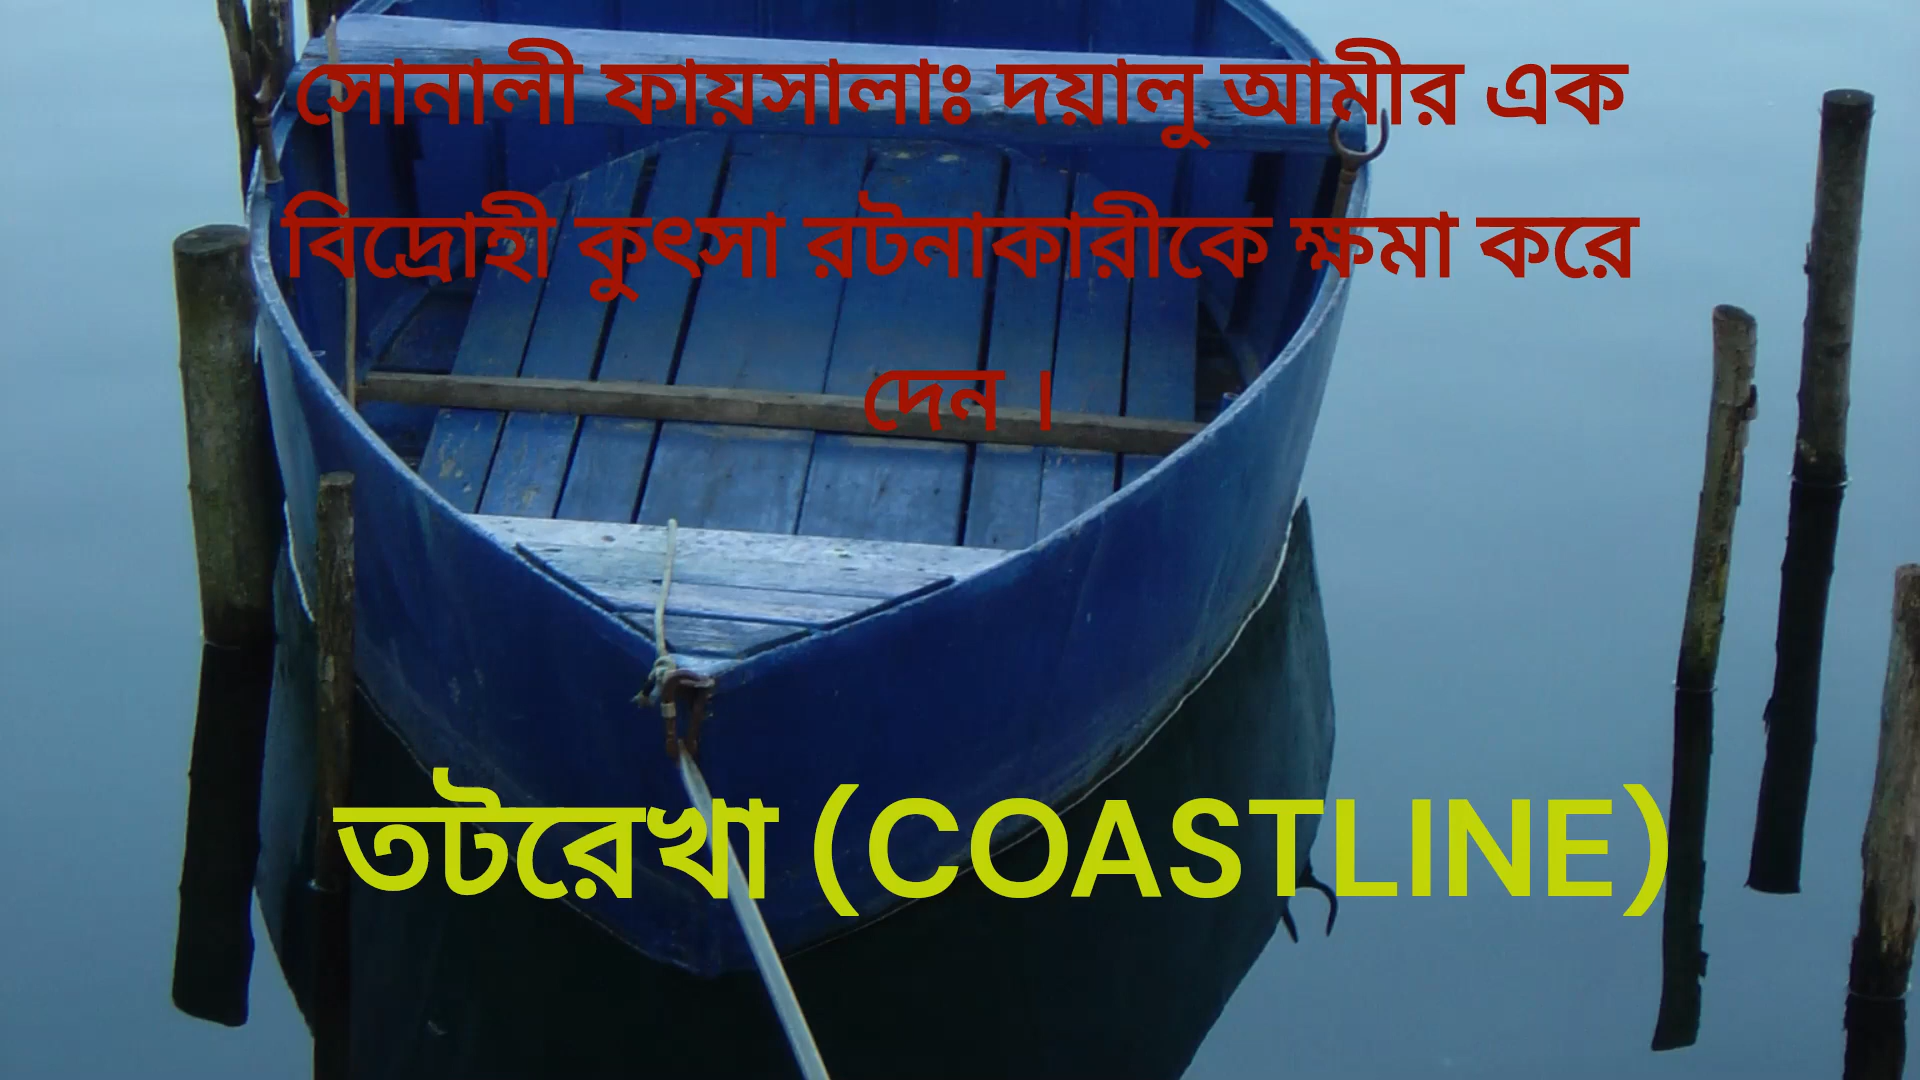 সোনালী ফায়সালাঃ দয়ালু আমীর এক
বিদ্রোহী কুৎসা রটনাকারীকে ক্ষমা করে
দেন ।
তটরেখা (COASTLINE)